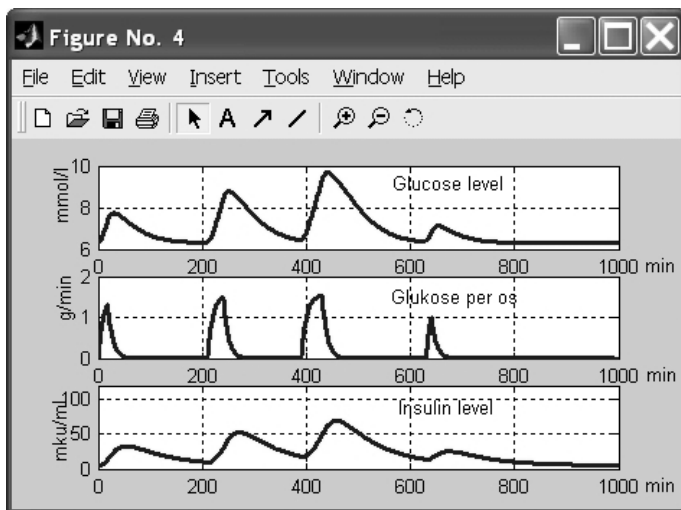 Figure No. 4
File Edit View Insert Tools Window Help
A
10
8
6
mmol/l
Glucose level
0 200 400 600 800 1000 min
2
1
0
g/min
Glukose per os
0 200 400 600 800 1000 min
100
50
0
mku/mL
Insulin level
0 200 400 600 800 1000 min